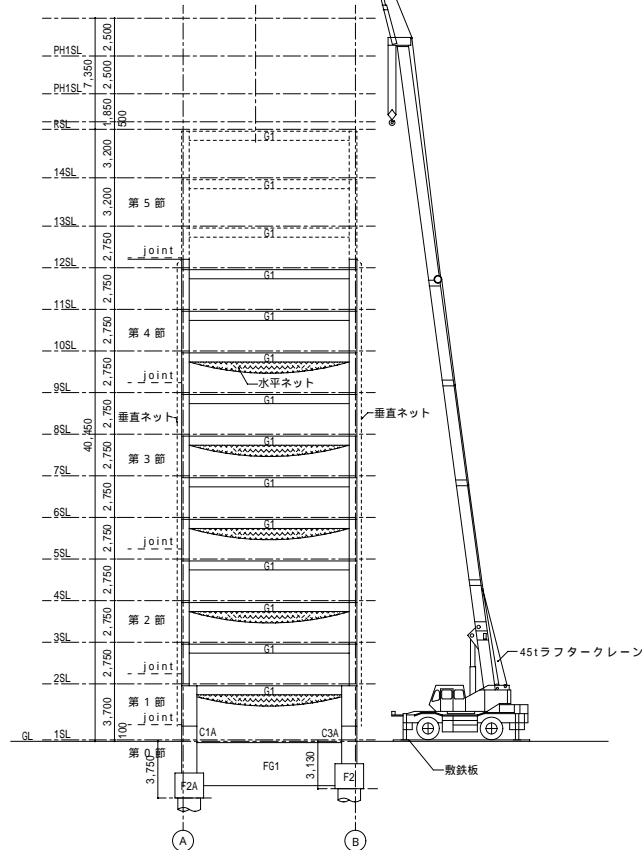 2,500
PH1SL
7,350
2,500
PH1SL
1,850
500
RSL
G1
3,200
14SL
G1
3,200
第5節
13SL
G1
2,750
joint
12SL
G1
2,750
11SL
G1
2,750
第4節
10SL
G1
2,750
joint
水平ネット
9SL
G1
2,750
垂直ネット
垂直ネット
40,450
8SL
G1
2,750
第3節
7SL
G1
2,750
6SL
G1
2,750
joint
5SL
G1
2,750
4SL
G1
2,750
第2節
3SL
G1
45tラフタークレーン
2,750
joint
2SL
G1
3,700
第1節
joint
100
C1A
C3A
GL
1SL
第0節
3,750
FG1
3,130
敷鉄板
F2A
F2
A
B